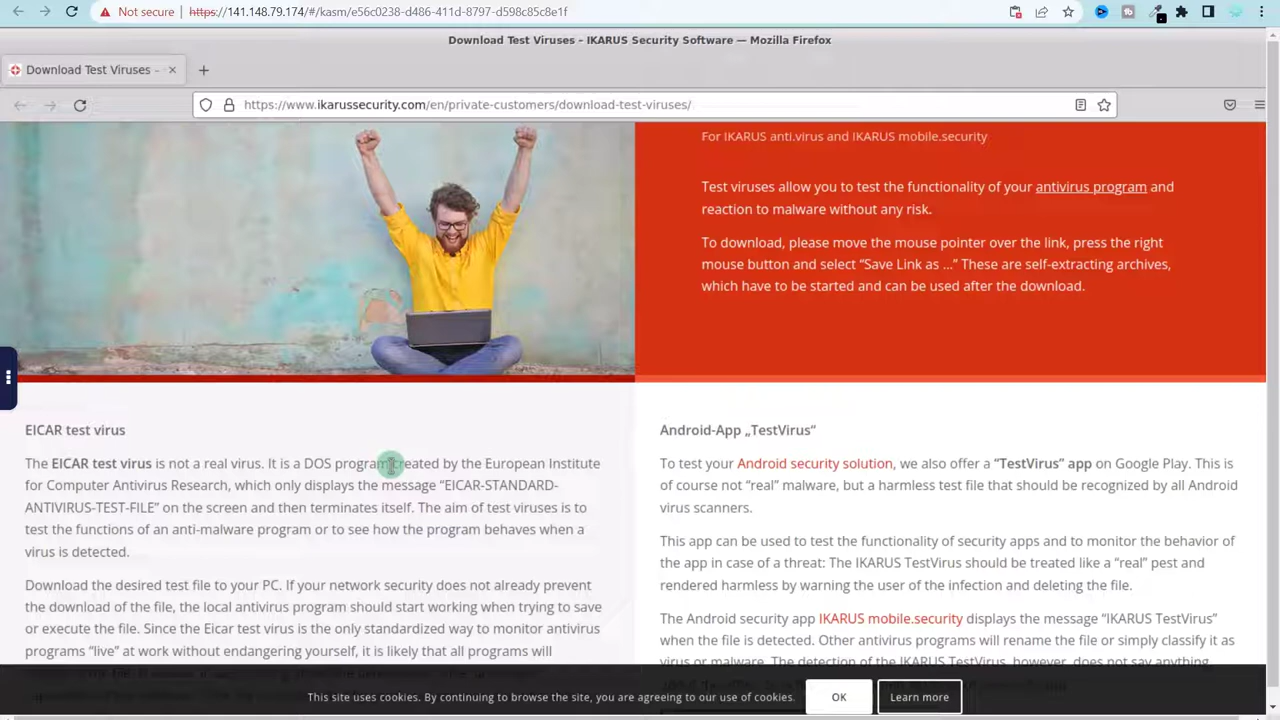 Not secure https://141.148.79.174/#/kasm/e56c0238-d486-411d-8797-d598c85c8e1f
Download Test Viruses - IKARUS Security Software — Mozilla Firefox
Download Test Viruses -
https://www.ikarussecurity.com/en/private-customers/download-test-viruses/
For IKARUS anti.virus and IKARUS mobile.security
Test viruses allow you to test the functionality of your antivirus program and
reaction to malware without any risk.
To download, please move the mouse pointer over the link, press the right
mouse button and select “Save Link as ...” These are self-extracting archives,
which have to be started and can be used after the download.
EICAR test virus
The EICAR test virus is not a real virus. It is a DOS program created by the European Institute
for Computer Antivirus Research, which only displays the message “EICAR-STANDARD-
ANTIVIRUS-TEST-FILE” on the screen and then terminates itself. The aim of test viruses is to
test the functions of an anti-malware program or to see how the program behaves when a
virus is detected.
Download the desired test file to your PC. If your network security does not already prevent
the download of the file, the local antivirus program should start working when trying to save
or execute the file. Since the Eicar test virus is the only standardized way to monitor antivirus
programs “live” at work without endangering yourself, it is likely that all programs will
Android-App „TestVirus“
To test your Android security solution, we also offer a “TestVirus” app on Google Play. This is
of course not “real” malware, but a harmless test file that should be recognized by all Android
virus scanners.
This app can be used to test the functionality of security apps and to monitor the behavior of
the app in case of a threat: The IKARUS TestVirus should be treated like a “real” pest and
rendered harmless by warning the user of the infection and deleting the file.
The Android security app IKARUS mobile.security displays the message “IKARUS TestVirus”
when the file is detected. Other antivirus programs will rename the file or simply classify it as
virus or malware. The detection of the IKARUS TestVirus, however, does not say anything
This site uses cookies. By continuing to browse the site, you are agreeing to our use of cookies.
OK
Learn more